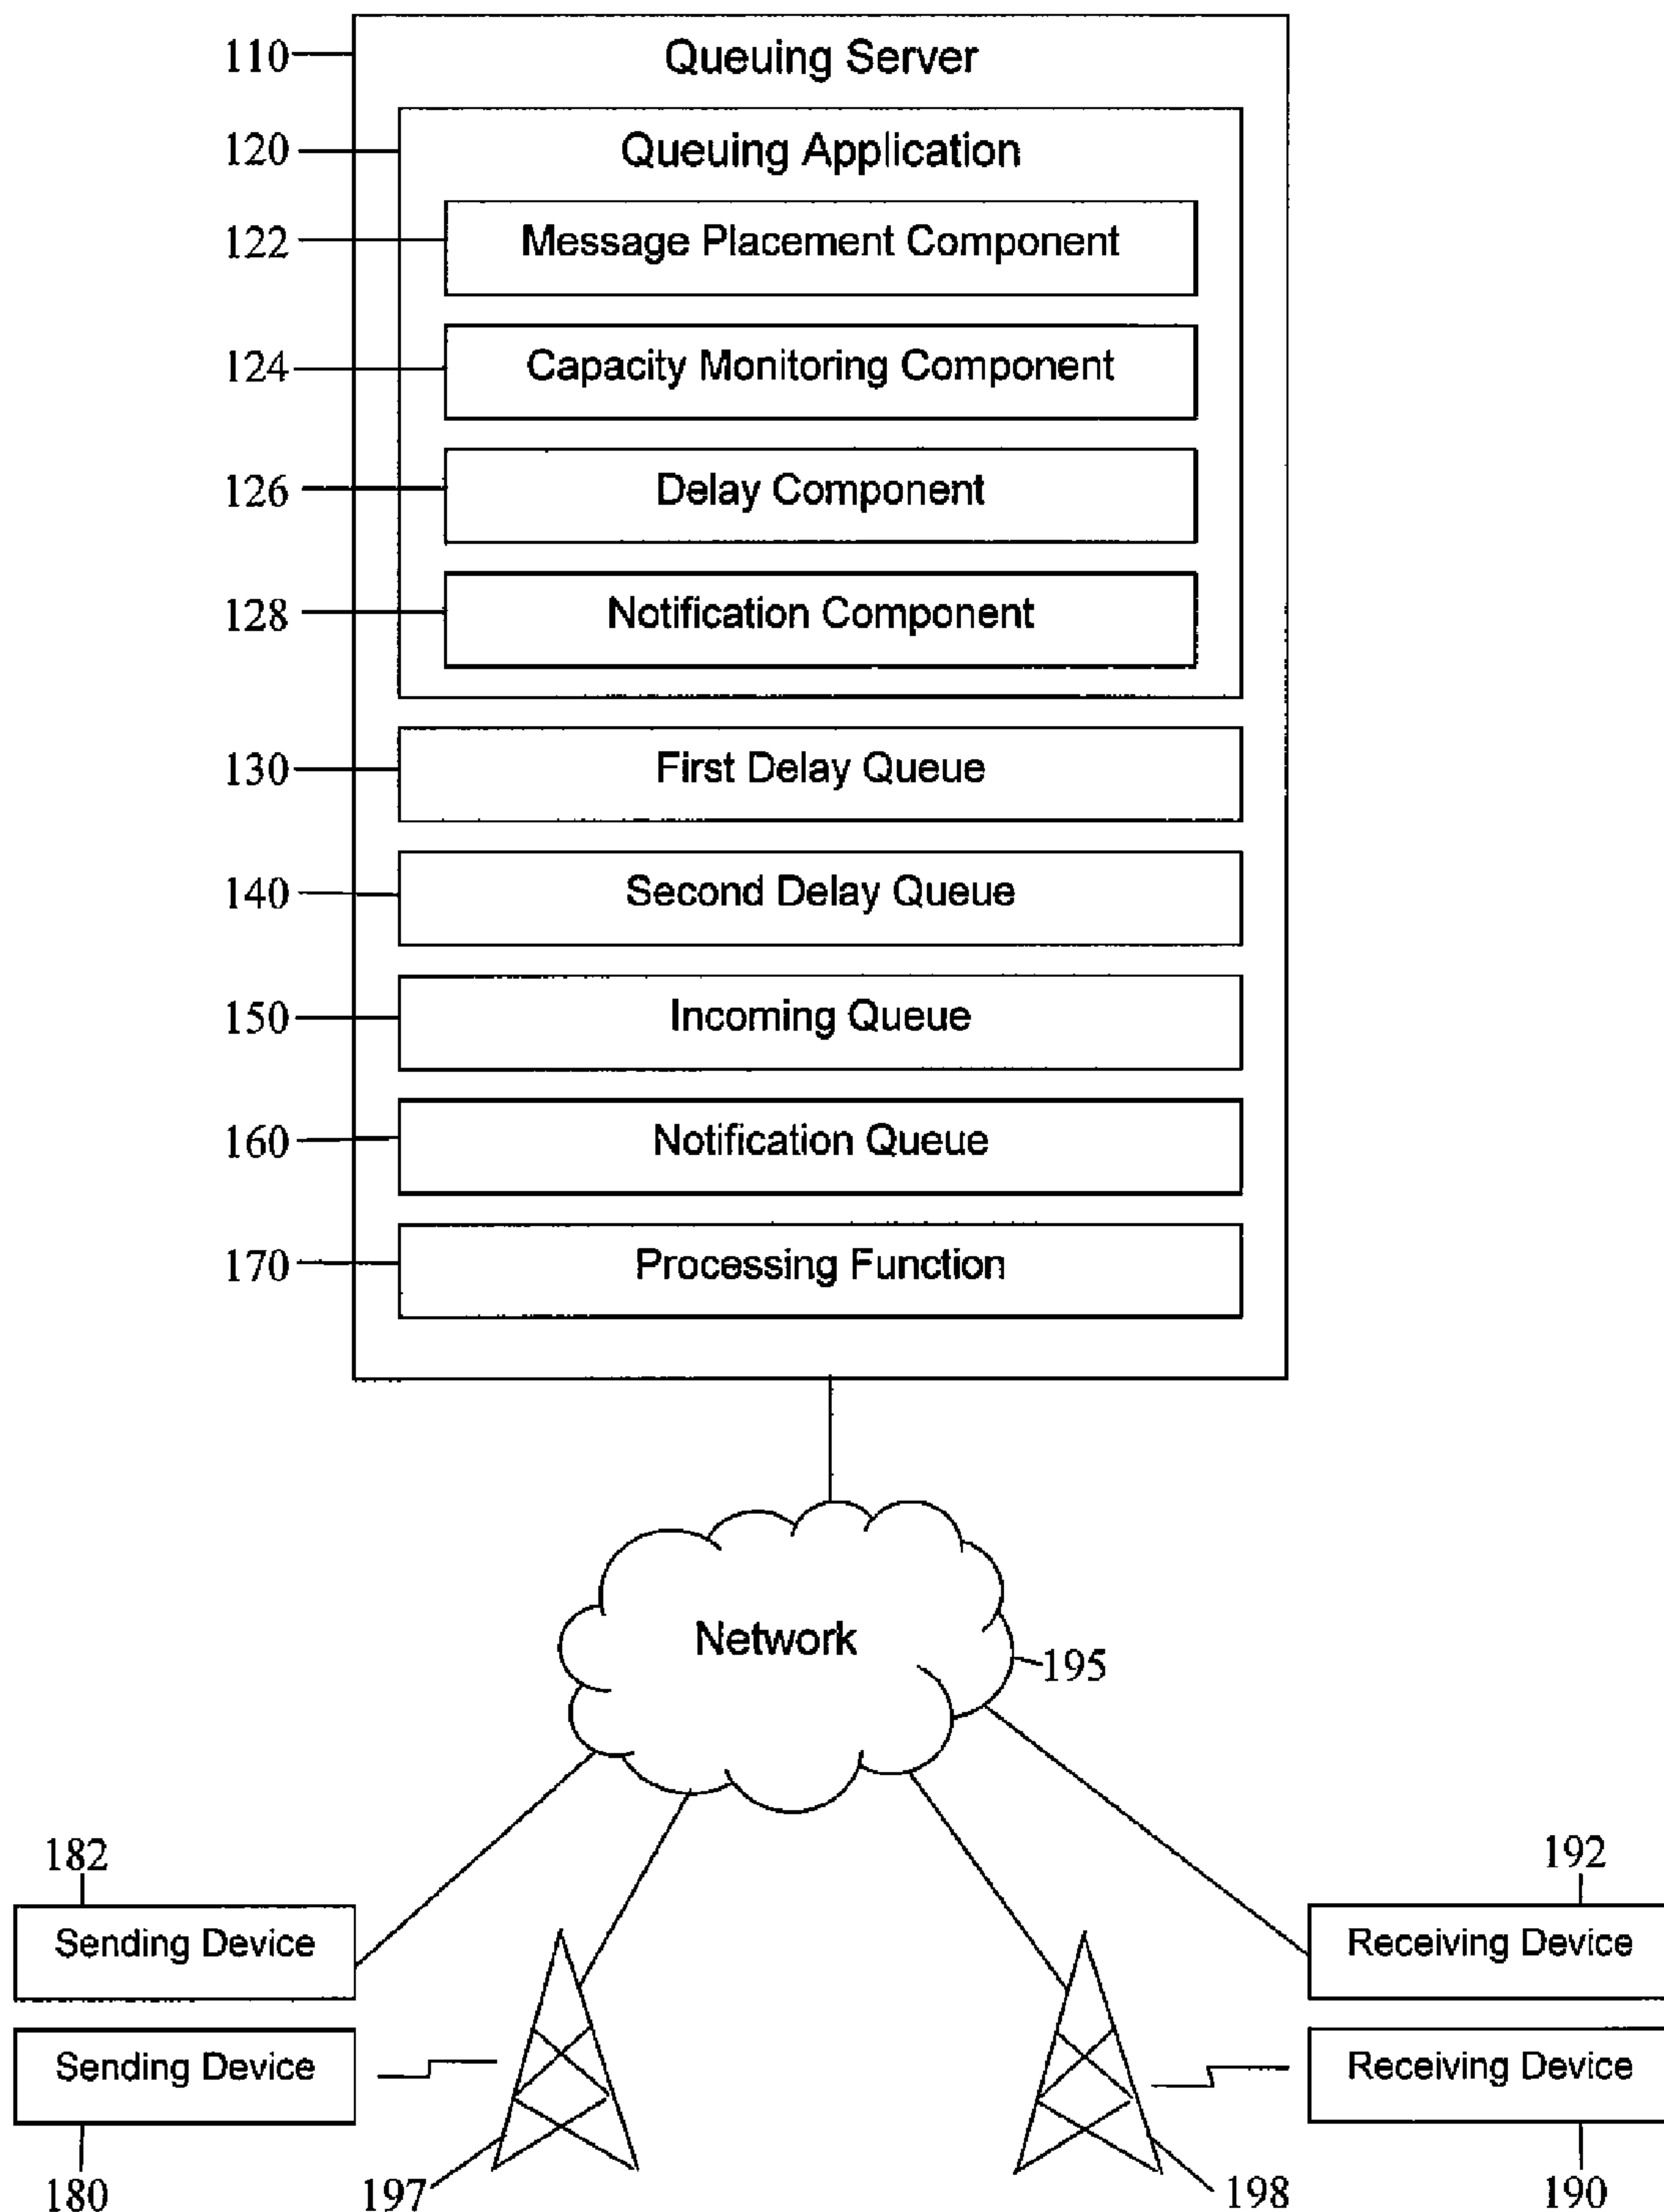 110 Queuing Server
120 Queuing Application
122 Message Placement Component
124 Capacity Monitoring Component
126 Delay Component
128 Notification Component
130 First Delay Queue
140 Second Delay Queue
150 Incoming Queue
160 Notification Queue
170 Processing Function
Network
195
182
192
Sending Device
Receiving Device
Sending Device
Receiving Device
180
197
198
190